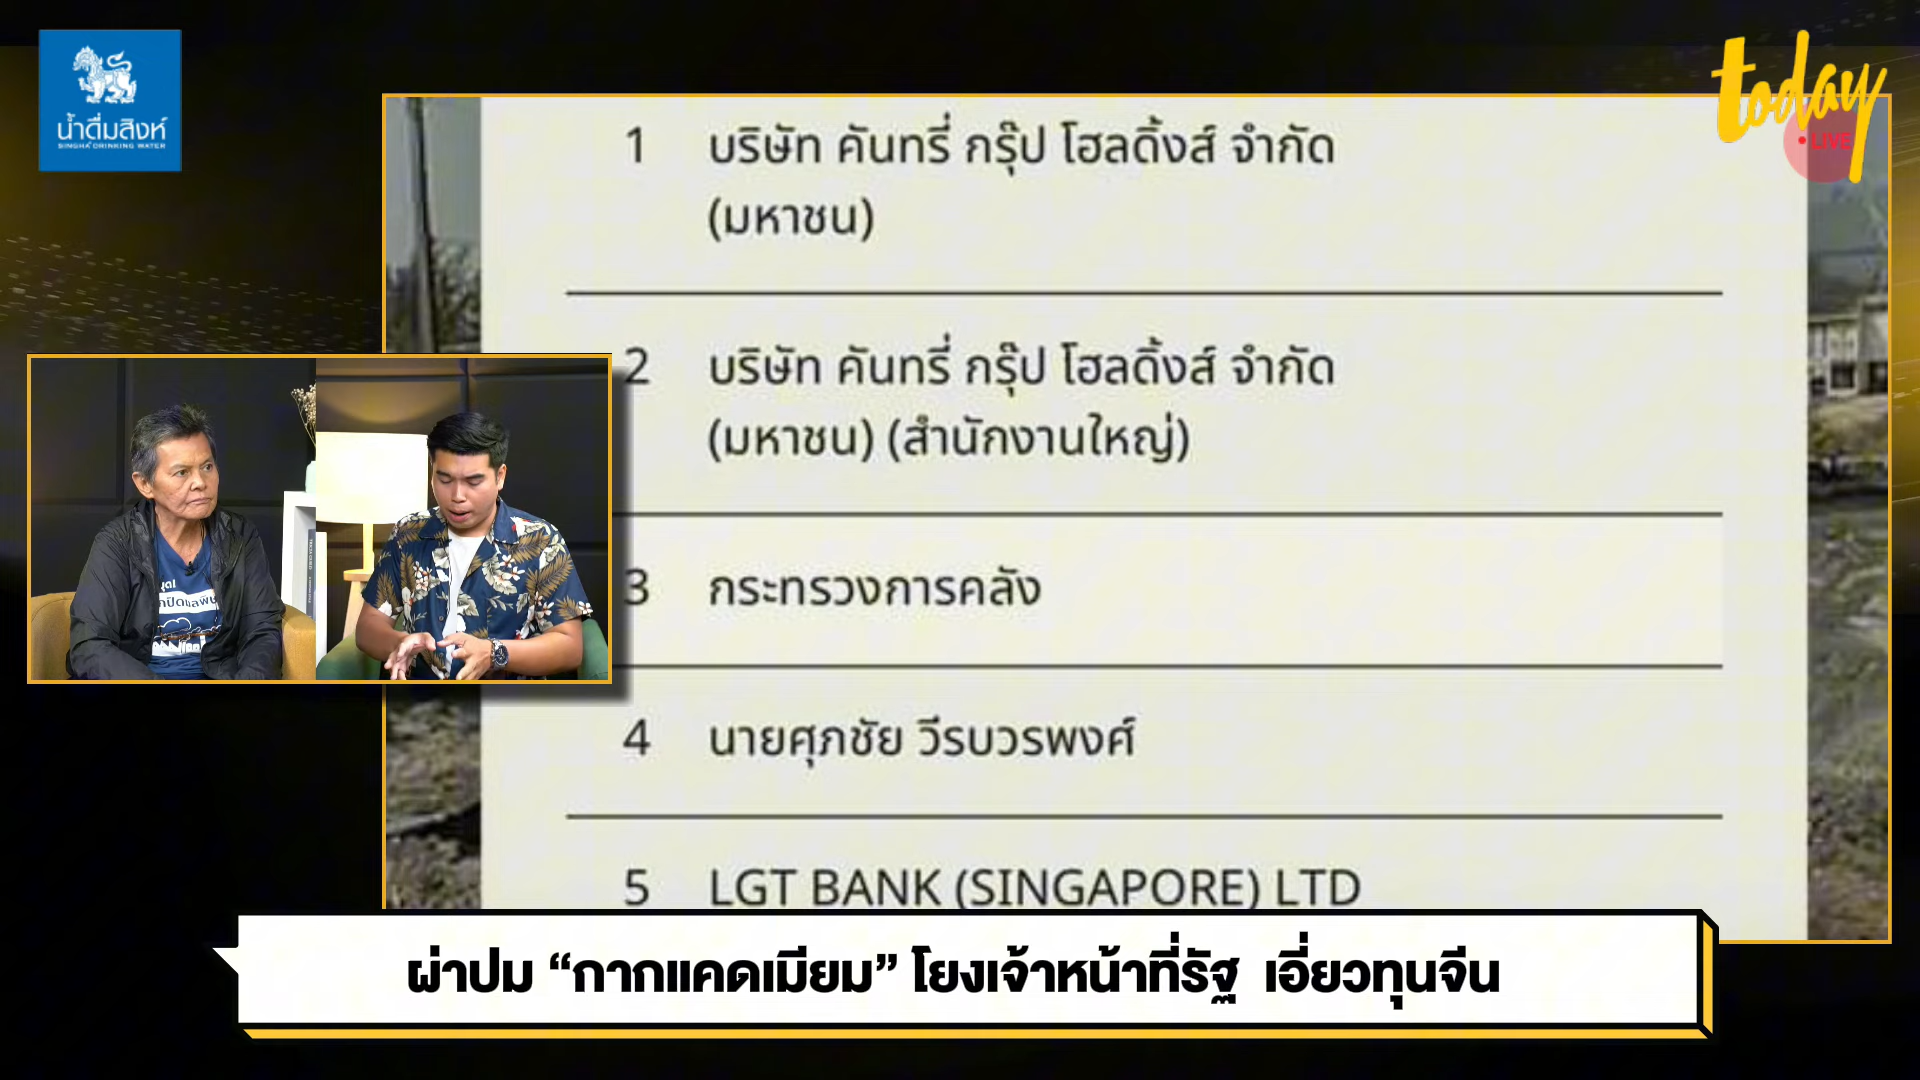 น้ำดื่มสิงห์
SINGHA DRINKING WATER
today
LIVE
1 บริษัท คันทรี่ กรุ๊ป โฮลดิ้งส์ จำกัด
(มหาชน)
2 บริษัท คันทรี่ กรุ๊ป โฮลดิ้งส์ จำกัด
(มหาชน) (สำนักงานใหญ่)
3 กระทรวงการคลัง
4 นายศุภชัย วีรบวรพงศ์
5 LGT BANK (SINGAPORE) LTD
ผ่าปม “กากแคดเมียม” โยงเจ้าหน้าที่รัฐ เอี่ยวทุนจีน